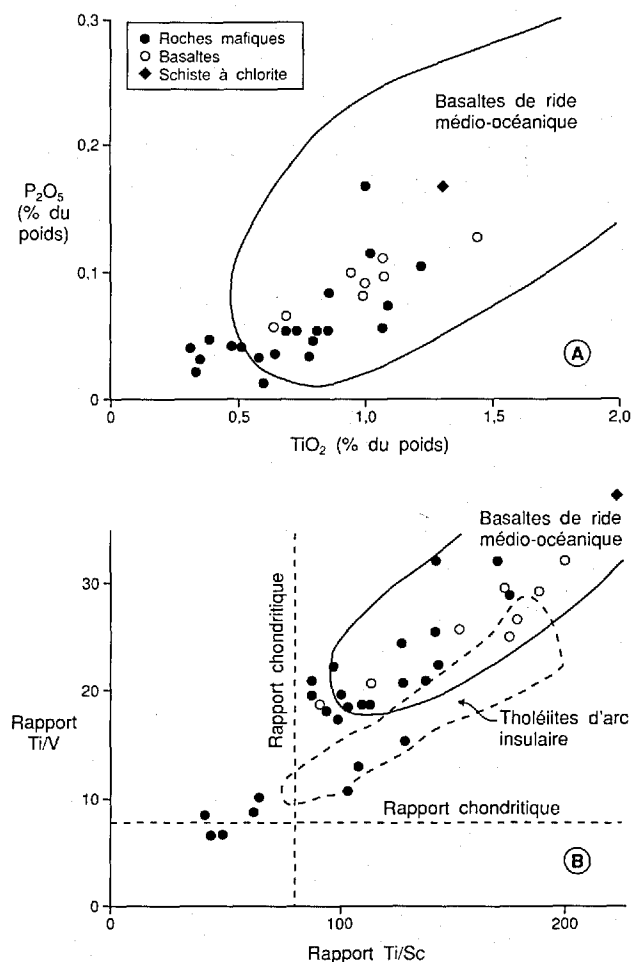 0,3
Roches mafiques
Basaltes
Schiste à chlorite
Basaltes de ride
médio-océanique
0,2
P2O5
(% du
poids)
0,1
A
0
0
0,5
1,0
1,5
2,0
TiO2 (% du poids)
Basaltes de ride
médio-océanique
30
Rapport chondritique
20
Rapport
Ti/V
Tholéiites d'arc
insulaire
10
Rapport chondritique
B
0
0
100
200
Rapport Ti/Sc